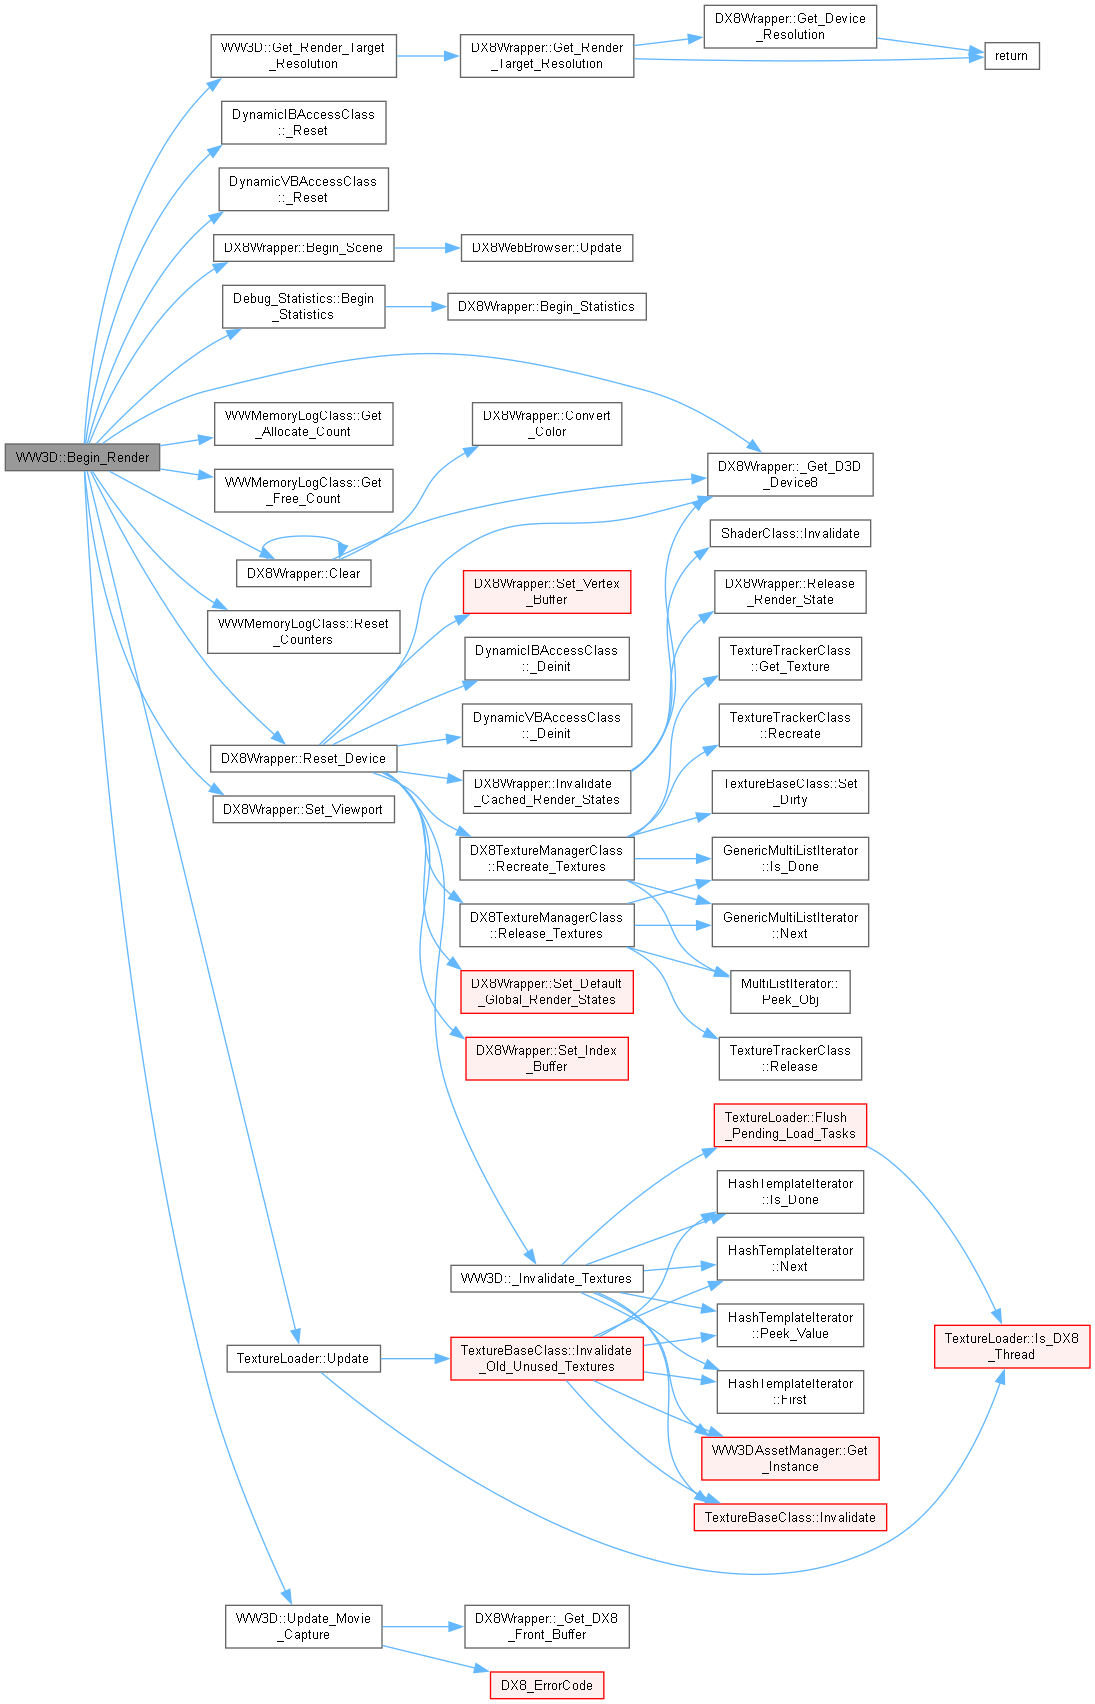 WW3D::Begin_Render
WW3D::Get_Render_Target
_Resolution
DX8Wrapper::Get_Render
_Target_Resolution
DX8Wrapper::Get_Device
_Resolution
return
DynamicIBAccessClass
::_Reset
DynamicVBAccessClass
::_Reset
DX8Wrapper::Begin_Scene
DX8WebBrowser::Update
Debug_Statistics::Begin
_Statistics
DX8Wrapper::Begin_Statistics
WWMemoryLogClass::Get
_Allocate_Count
WWMemoryLogClass::Get
_Free_Count
DX8Wrapper::Clear
DX8Wrapper::Convert
_Color
DX8Wrapper::_Get_D3D
_Device8
WWMemoryLogClass::Reset
_Counters
DX8Wrapper::Reset_Device
DX8Wrapper::Set_Viewport
DX8Wrapper::Set_Vertex
_Buffer
DynamicIBAccessClass
::_Deinit
DynamicVBAccessClass
::_Deinit
DX8Wrapper::Invalidate
_Cached_Render_States
DX8TextureManagerClass
::Recreate_Textures
DX8TextureManagerClass
::Release_Textures
DX8Wrapper::Set_Default
_Global_Render_States
DX8Wrapper::Set_Index
_Buffer
ShaderClass::Invalidate
DX8Wrapper::Release
_Render_State
TextureTrackerClass
::Get_Texture
TextureTrackerClass
::Recreate
TextureBaseClass::Set
_Dirty
GenericMultiListIterator
::Is_Done
GenericMultiListIterator
::Next
MultiListIterator::
Peek_Obj
TextureTrackerClass
::Release
WW3D::_Invalidate_Textures
TextureLoader::Flush
_Pending_Load_Tasks
HashTemplateIterator
::Is_Done
HashTemplateIterator
::Next
HashTemplateIterator
::Peek_Value
HashTemplateIterator
::First
WW3DAssetManager::Get
_Instance
TextureBaseClass::Invalidate
TextureLoader::Is_DX8
_Thread
TextureLoader::Update
TextureBaseClass::Invalidate
_Old_Unused_Textures
WW3D::Update_Movie
_Capture
DX8Wrapper::_Get_DX8
_Front_Buffer
DX8_ErrorCode